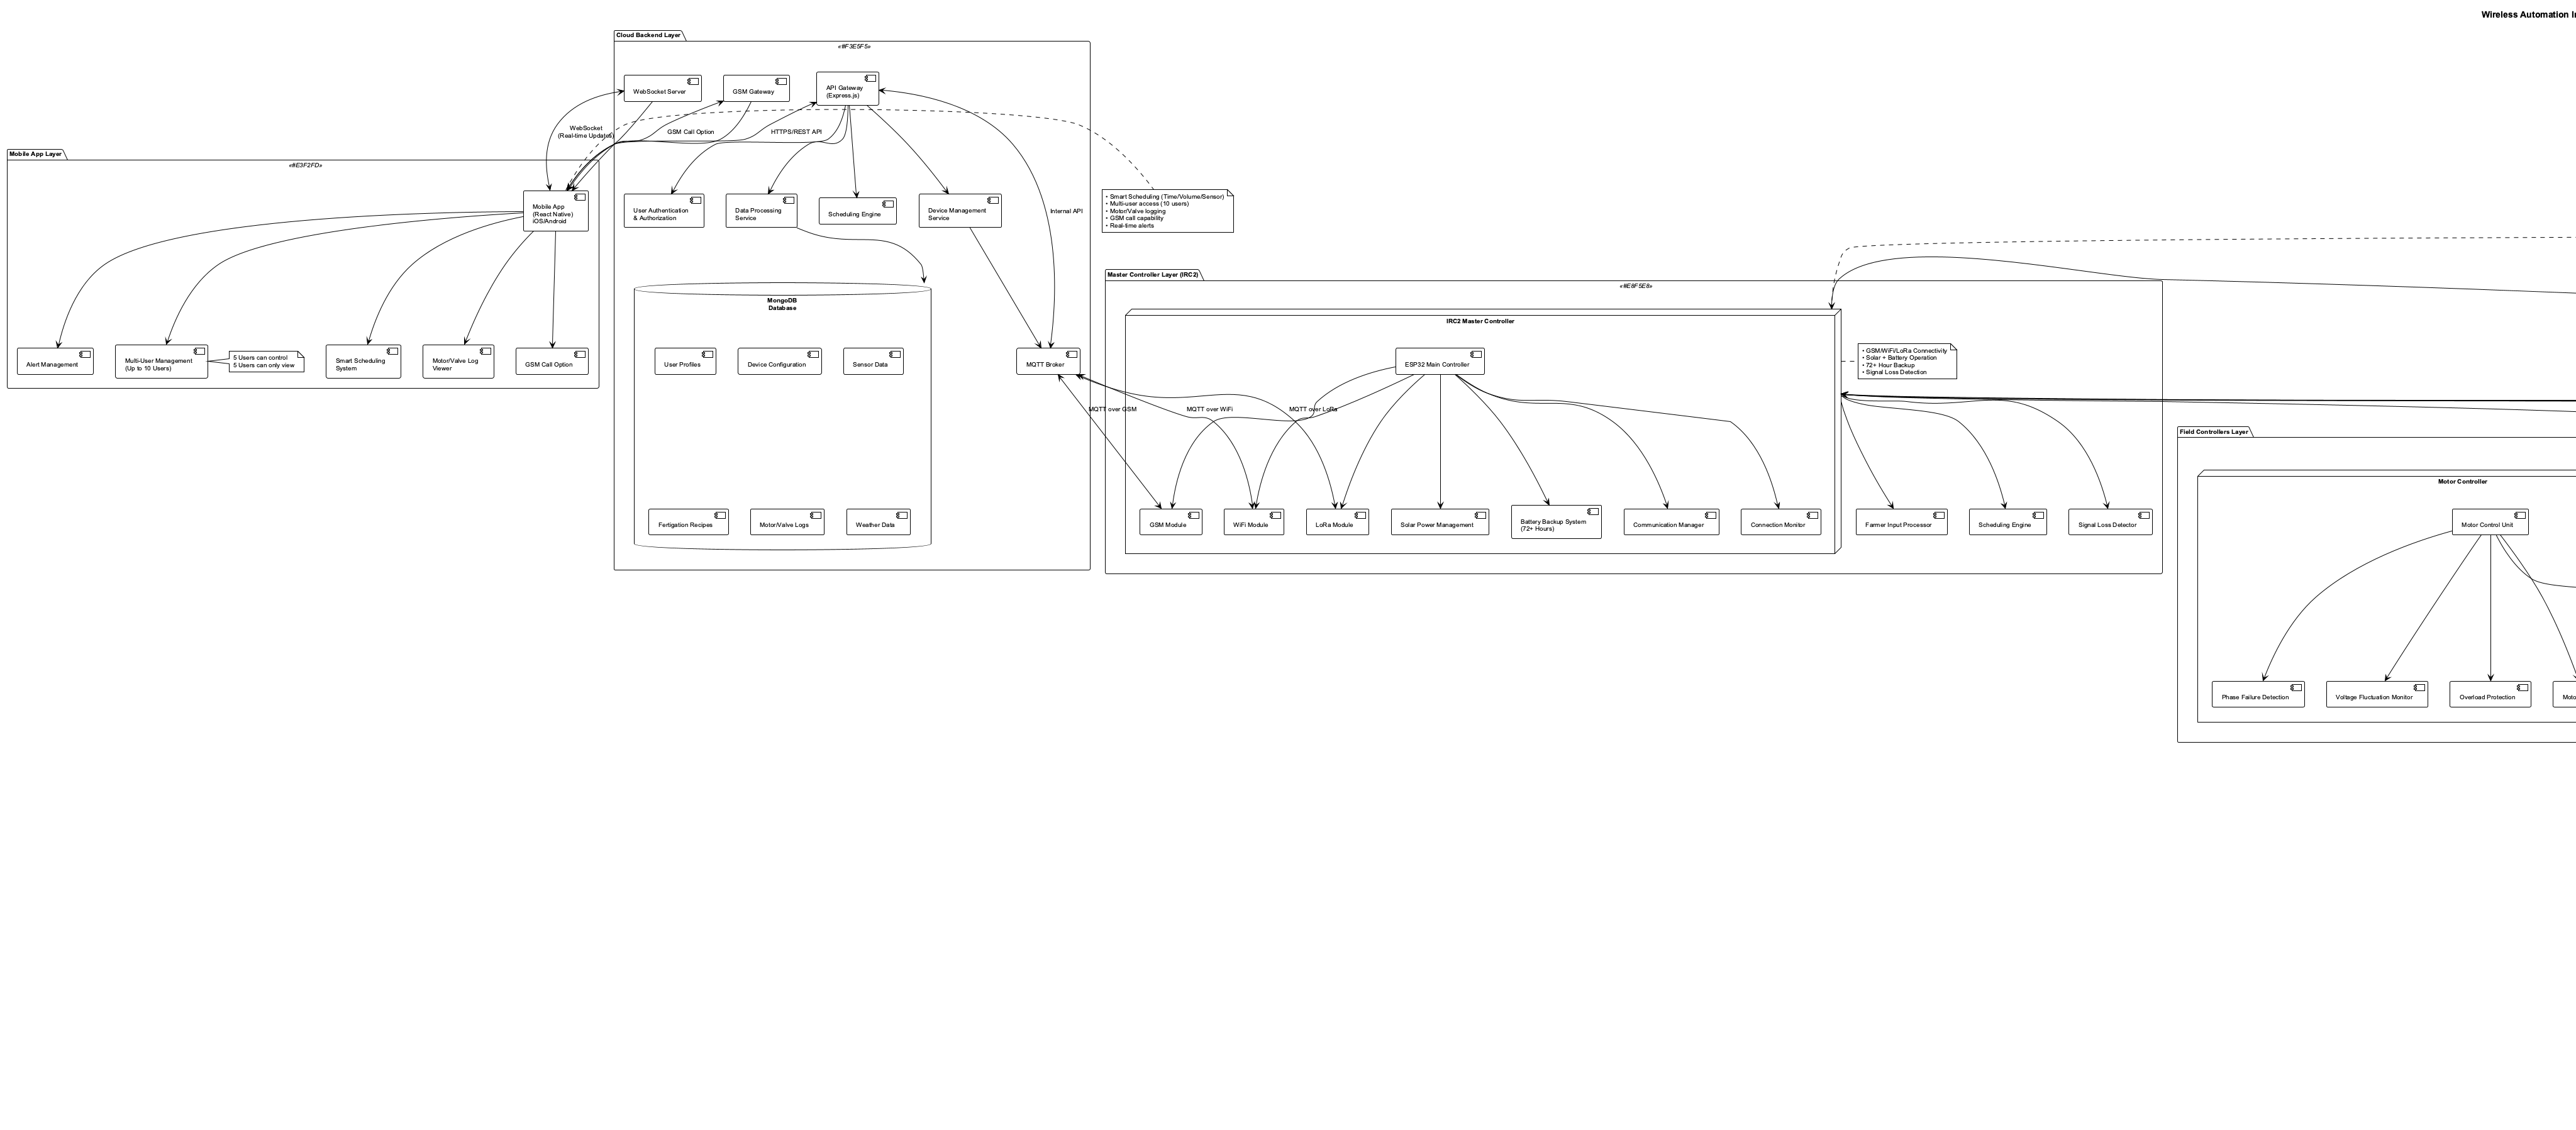 Wireless Automation
Cloud Backend Layer
«#F3E5F5»
WebSocket Server
GSM Gateway
API Gateway
(Express.js)
WebSocket
(Real-time Updates)
GSM Call Option
HTTPS/REST API
Mobile App Layer
«#E3F2FD»
Mobile App
(React Native)
iOS/Android
User Authentication
& Authorization
Data Processing
Service
Scheduling Engine
Device Management
Service
Internal API
• Smart Scheduling (Time/Volume/Sensor)
• Multi-user access (10 users)
• Motor/Valve logging
• GSM call capability
• Real-time alerts
Alert Management
Multi-User Management
(Up to 10 Users)
5 Users can control
5 Users can only view
Smart Scheduling
System
Motor/Valve Log
Viewer
GSM Call Option
MongoDB
Database
User Profiles
Device Configuration
Sensor Data
MQTT Broker
Fertigation Recipes
Motor/Valve Logs
Weather Data
Master Controller Layer (IRC2)
«#E8F5E8»
IRC2 Master Controller
ESP32 Main Controller
• GSM/WiFi/LoRa Connectivity
• Solar + Battery Operation
• 72+ Hour Backup
• Signal Loss Detection
MQTT over GSM
MQTT over WiFi
MQTT over LoRa
GSM Module
WiFi Module
LoRa Module
Solar Power Management
Battery Backup System
(72+ Hours)
Communication Manager
Connection Monitor
Farmer Input Processor
Scheduling Engine
Signal Loss Detector
Field Controllers Layer
Motor Controller
Motor Control Unit
Phase Failure Detection
Voltage Fluctuation Monitor
Overload Protection